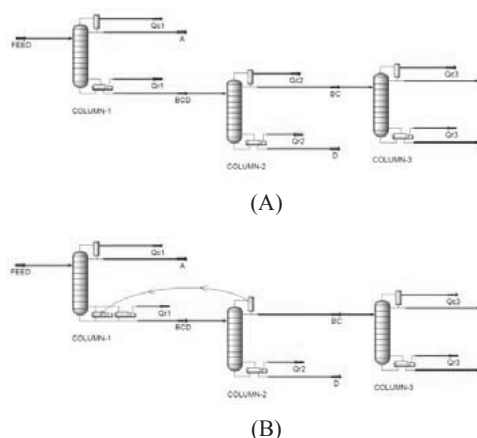 Qc1
FEED
A
Qr1
BCD
COLUMN-1
Qc2
BC
Qr2
D
COLUMN-2
Qc3
Qr3
COLUMN-3
(A)
Qc1
FEED
A
Qr1
BCD
COLUMN-1
BC
Qr2
D
COLUMN-2
Qc3
Qr3
COLUMN-3
(B)